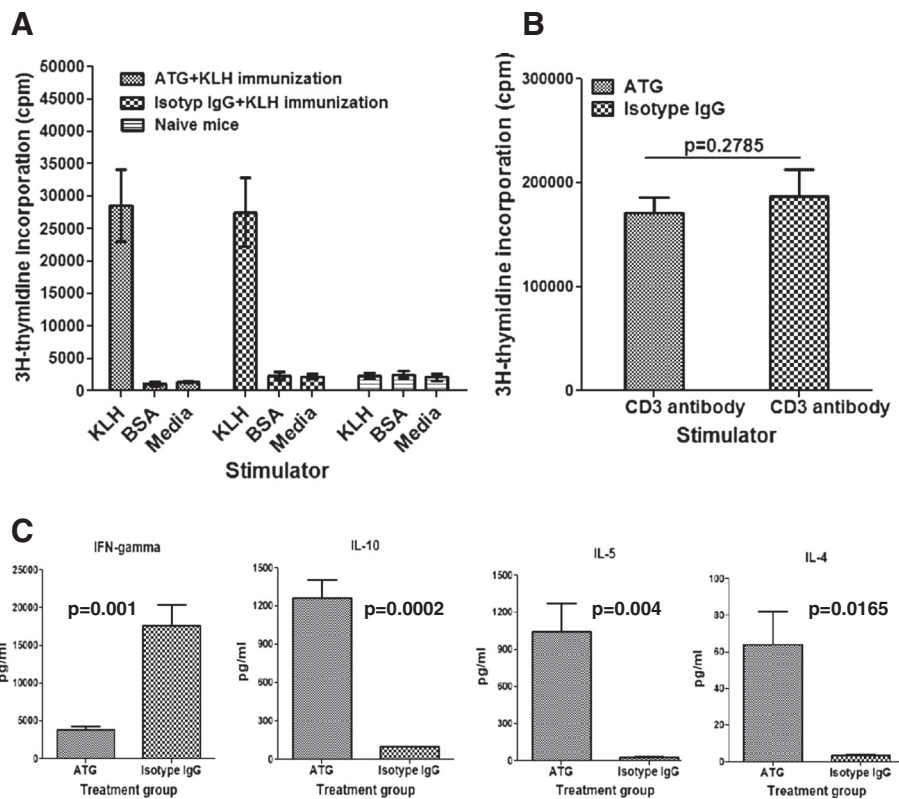 A
3H-thymidine incorporation (cpm)
50000
45000
40000
35000
30000
25000
20000
15000
10000
5000
0
ATG+KLH immunization
Isotyp IgG+KLH immunization
Naive mice
KLH BSA Media KLH BSA Media KLH BSA Media
Stimulator
B
3H-thymidine incorporation (cpm)
300000
200000
100000
0
ATG
Isotype IgG
p=0.2785
CD3 antibody CD3 antibody
Stimulator
C
IFN-gamma
pg/ml
25000
20000
15000
10000
5000
0
p=0.001
ATG Isotype IgG
Treatment group
IL-10
pg/ml
1500
1200
900
600
300
0
p=0.0002
ATG Isotype IgG
Treatment group
IL-5
pg/ml
1500
1200
900
600
300
0
p=0.004
ATG Isotype IgG
Treatment group
IL-4
pg/ml
100
80
60
40
20
0
p=0.0165
ATG Isotype IgG
Treatment group